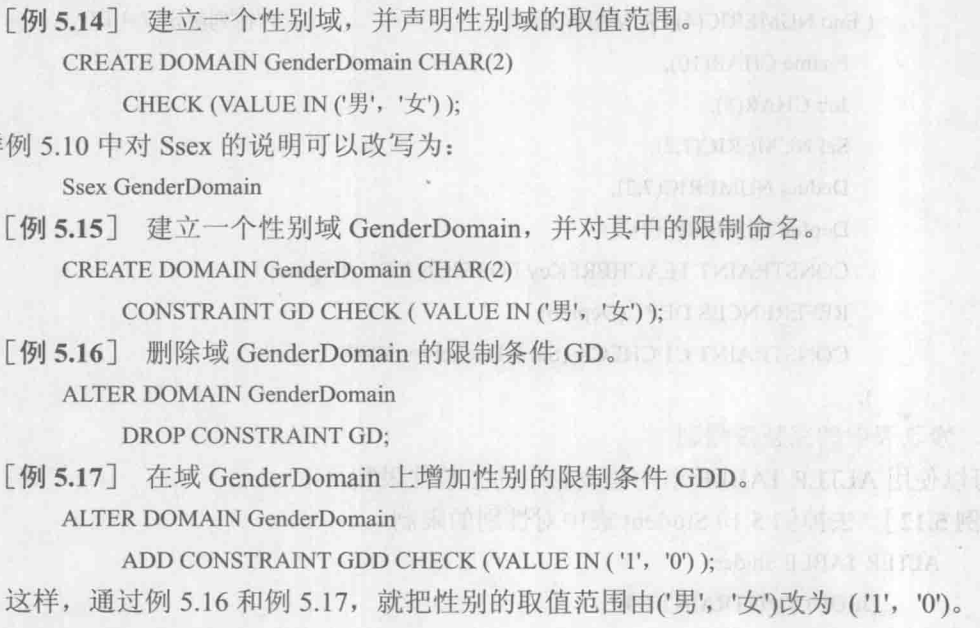 ［例 5.14］ 建立一个性别域，并声明性别域的取值范围
CREATE DOMAIN GenderDomain CHAR(2)
CHECK (VALUE IN ('男', '女') );
例 5.10 中对 Ssex 的说明可以改写为：
Ssex GenderDomain
［例 5.15］ 建立一个性别域 GenderDomain，并对其中的限制命名。
CREATE DOMAIN GenderDomain CHAR(2)
CONSTRAINT GD CHECK ( VALUE IN ('男', '女') );
［例 5.16］ 删除域 GenderDomain 的限制条件 GD。
ALTER DOMAIN GenderDomain
DROP CONSTRAINT GD;
［例 5.17］ 在域 GenderDomain 上增加性别的限制条件 GDD。
ALTER DOMAIN GenderDomain
ADD CONSTRAINT GDD CHECK (VALUE IN ( '1', '0') );
这样，通过例 5.16 和例 5.17，就把性别的取值范围由('男, '女')改为 ( '1', '0')。